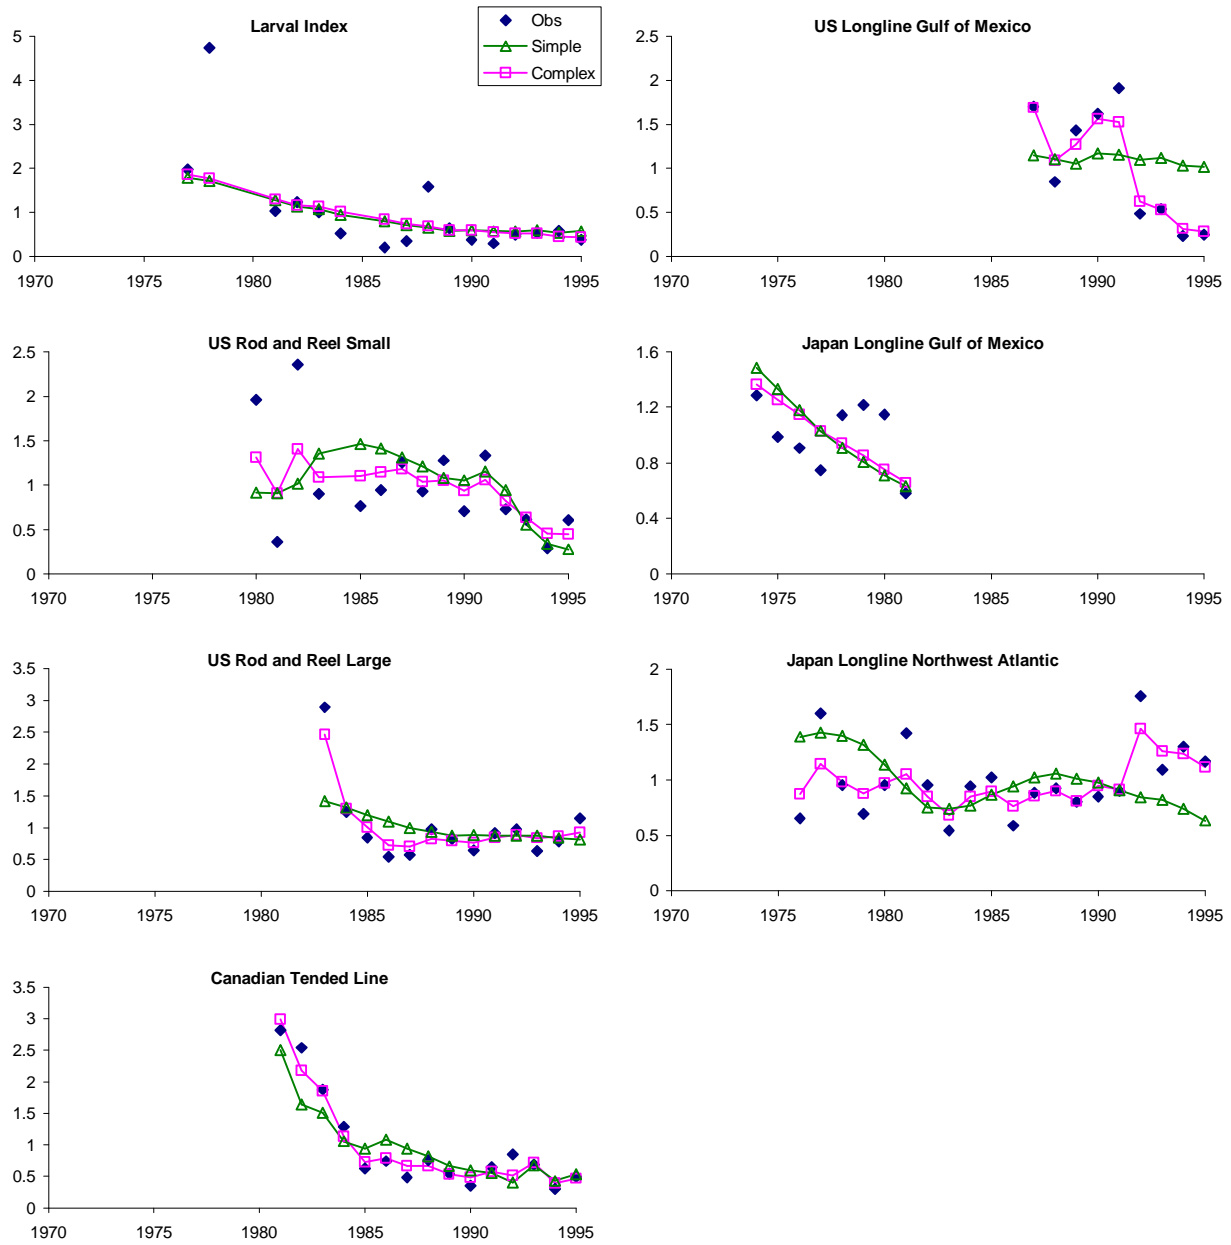 Larval Index
Obs
Simple
Complex
5
4
3
2
1
0
1970 1975 1980 1985 1990 1995
US Longline Gulf of Mexico
2.5
2
1.5
1
0.5
0
1970 1975 1980 1985 1990 1995
US Rod and Reel Small
2.5
2
1.5
1
0.5
0
1970 1975 1980 1985 1990 1995
Japan Longline Gulf of Mexico
1.6
1.2
0.8
0.4
0
1970 1975 1980 1985 1990 1995
US Rod and Reel Large
3.5
3
2.5
2
1.5
1
0.5
0
1970 1975 1980 1985 1990 1995
Japan Longline Northwest Atlantic
2
1.5
1
0.5
0
1970 1975 1980 1985 1990 1995
Canadian Tended Line
3.5
3
2.5
2
1.5
1
0.5
0
1970 1975 1980 1985 1990 1995